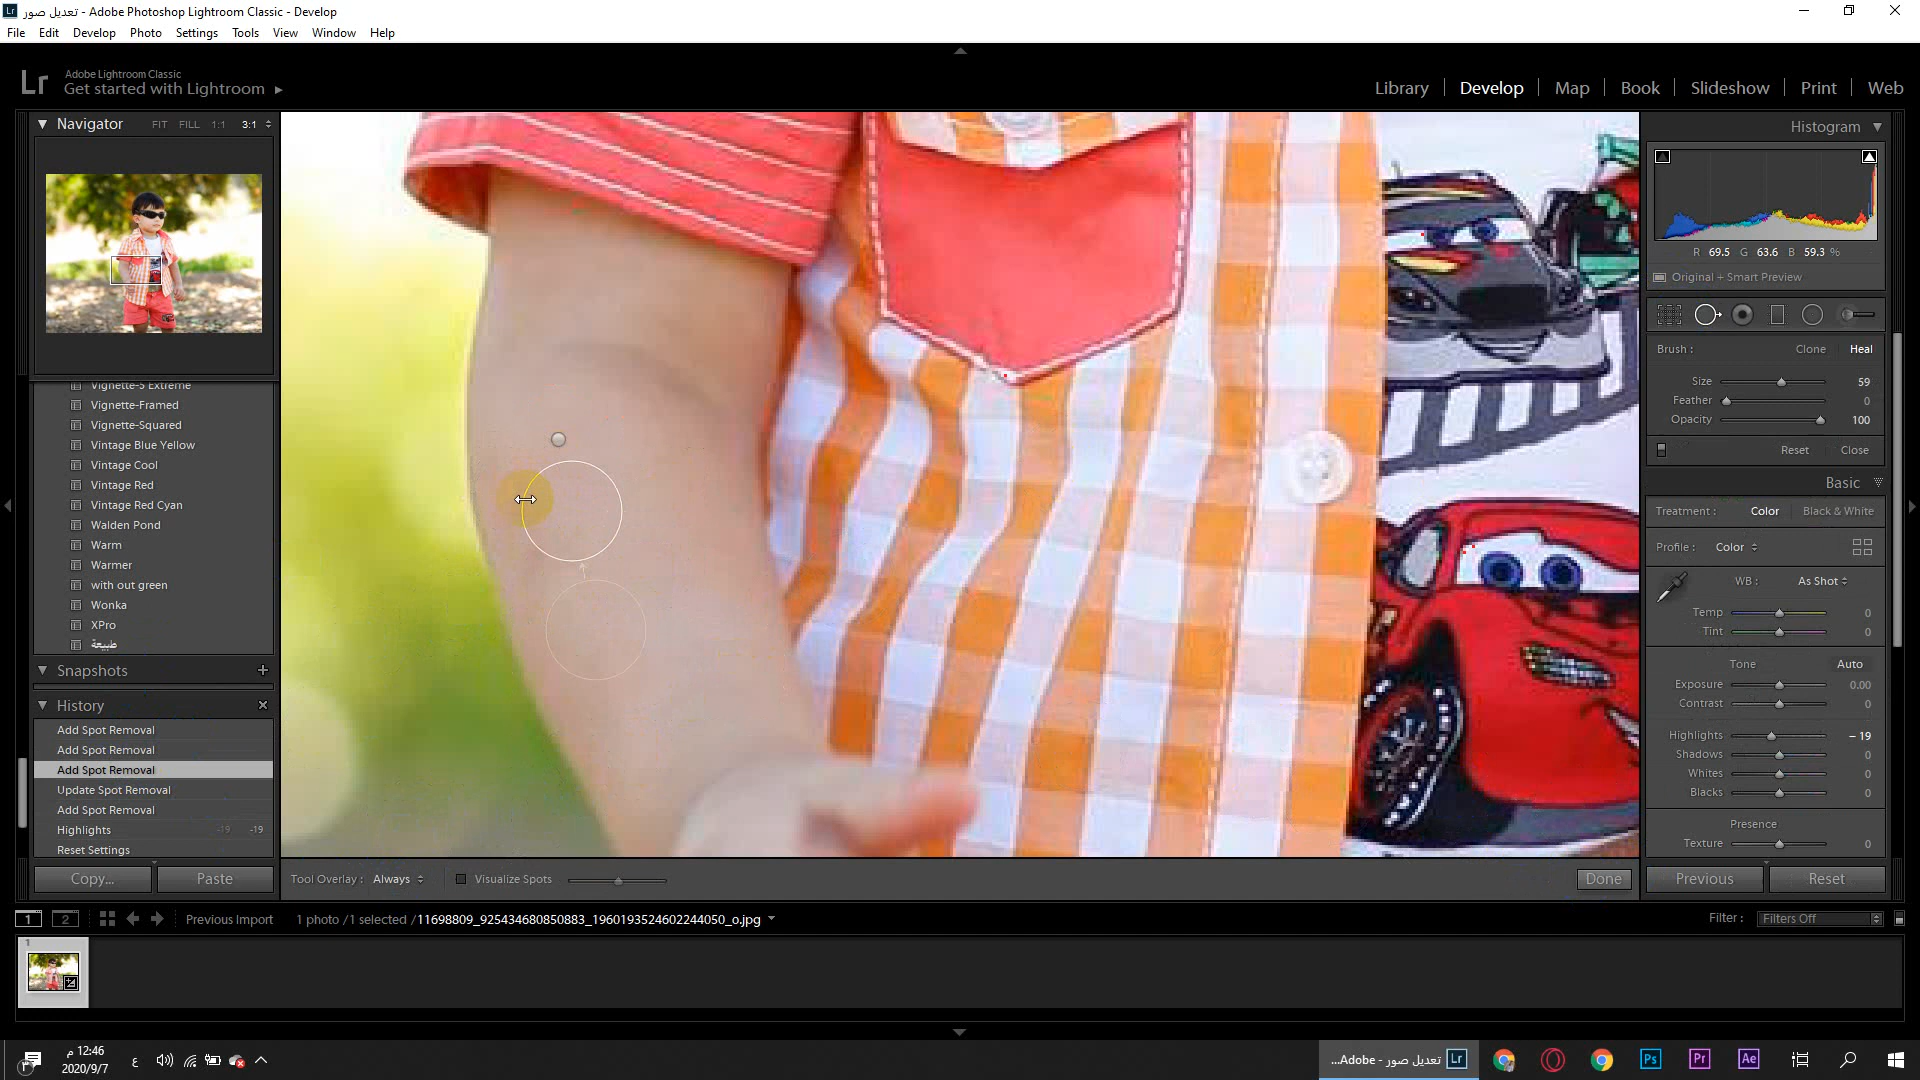 Lr تعديل صور - Adobe Photoshop Lightroom Classic - Develop
File Edit Develop Photo Settings Tools View Window Help
Lr Adobe Lightroom Classic
Get started with Lightroom
Library Develop Map Book Slideshow Print Web
Navigator FIT FILL 1:1 3:1
Histogram
R 69.5 G 63.6 B 59.3 %
Original + Smart Preview
Brush : Clone Heal
Size 59
Feather 0
Opacity 100
Reset Close
Basic
Treatment : Color Black & White
Profile : Color
WB : As Shot
Temp 0
Tint 0
Tone Auto
Exposure 0.00
Contrast 0
Highlights – 19
Shadows 0
Whites 0
Blacks 0
Presence
Texture 0
Previous Reset
Vignette-S Extreme
Vignette-Framed
Vignette-Squared
Vintage Blue Yellow
Vintage Cool
Vintage Red
Vintage Red Cyan
Walden Pond
Warm
Warmer
with out green
Wonka
XPro
طبيعة
Snapshots
History
Add Spot Removal
Add Spot Removal
Add Spot Removal
Update Spot Removal
Add Spot Removal
Highlights -19 -19
Reset Settings
Copy... Paste
Tool Overlay : Always Visualize Spots Done
1 2 Previous Import 1 photo /1 selected /11698809_925434680850883_1960193524602244050_o.jpg Filter : Filters Off
1
12:46 م
2020/9/7
ع
تعديل صور - Adobe... Lr Ps Pr Ae